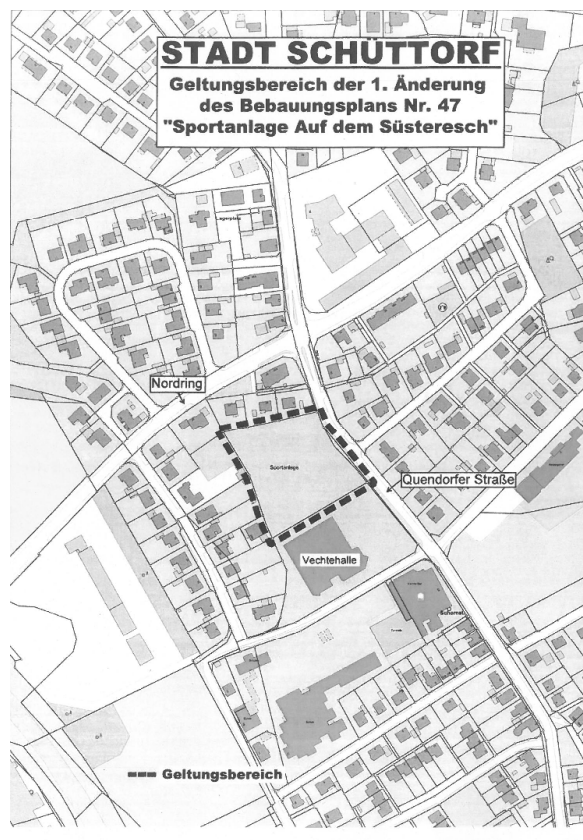 STADT SCHÜTTORF
Geltungsbereich der 1. Änderung
des Bebauungsplans Nr. 47
"Sportanlage Auf dem Süsteresch"
Lagerplatz
Nordring
Sportanlage
Quendorfer Straße
Vechtehalle
Geltungsbereich